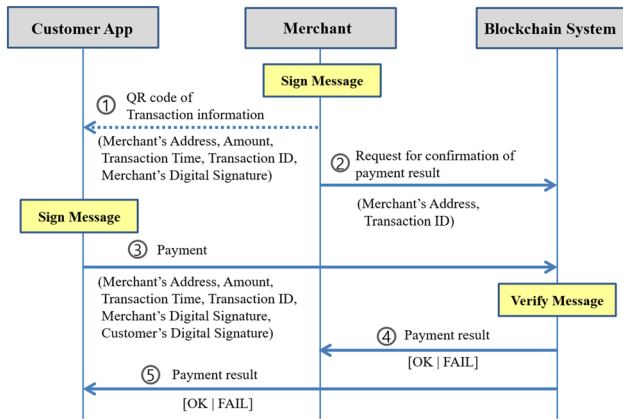 Customer App
Merchant
Blockchain System
Sign Message
① QR code of
Transaction information
(Merchant's Address, Amount,
Transaction Time, Transaction ID,
Merchant's Digital Signature)
② Request for confirmation of
payment result
(Merchant's Address,
Transaction ID)
Sign Message
③ Payment
(Merchant's Address, Amount,
Transaction Time, Transaction ID,
Merchant's Digital Signature,
Customer's Digital Signature)
Verify Message
④ Payment result
[OK | FAIL]
⑤ Payment result
[OK | FAIL]